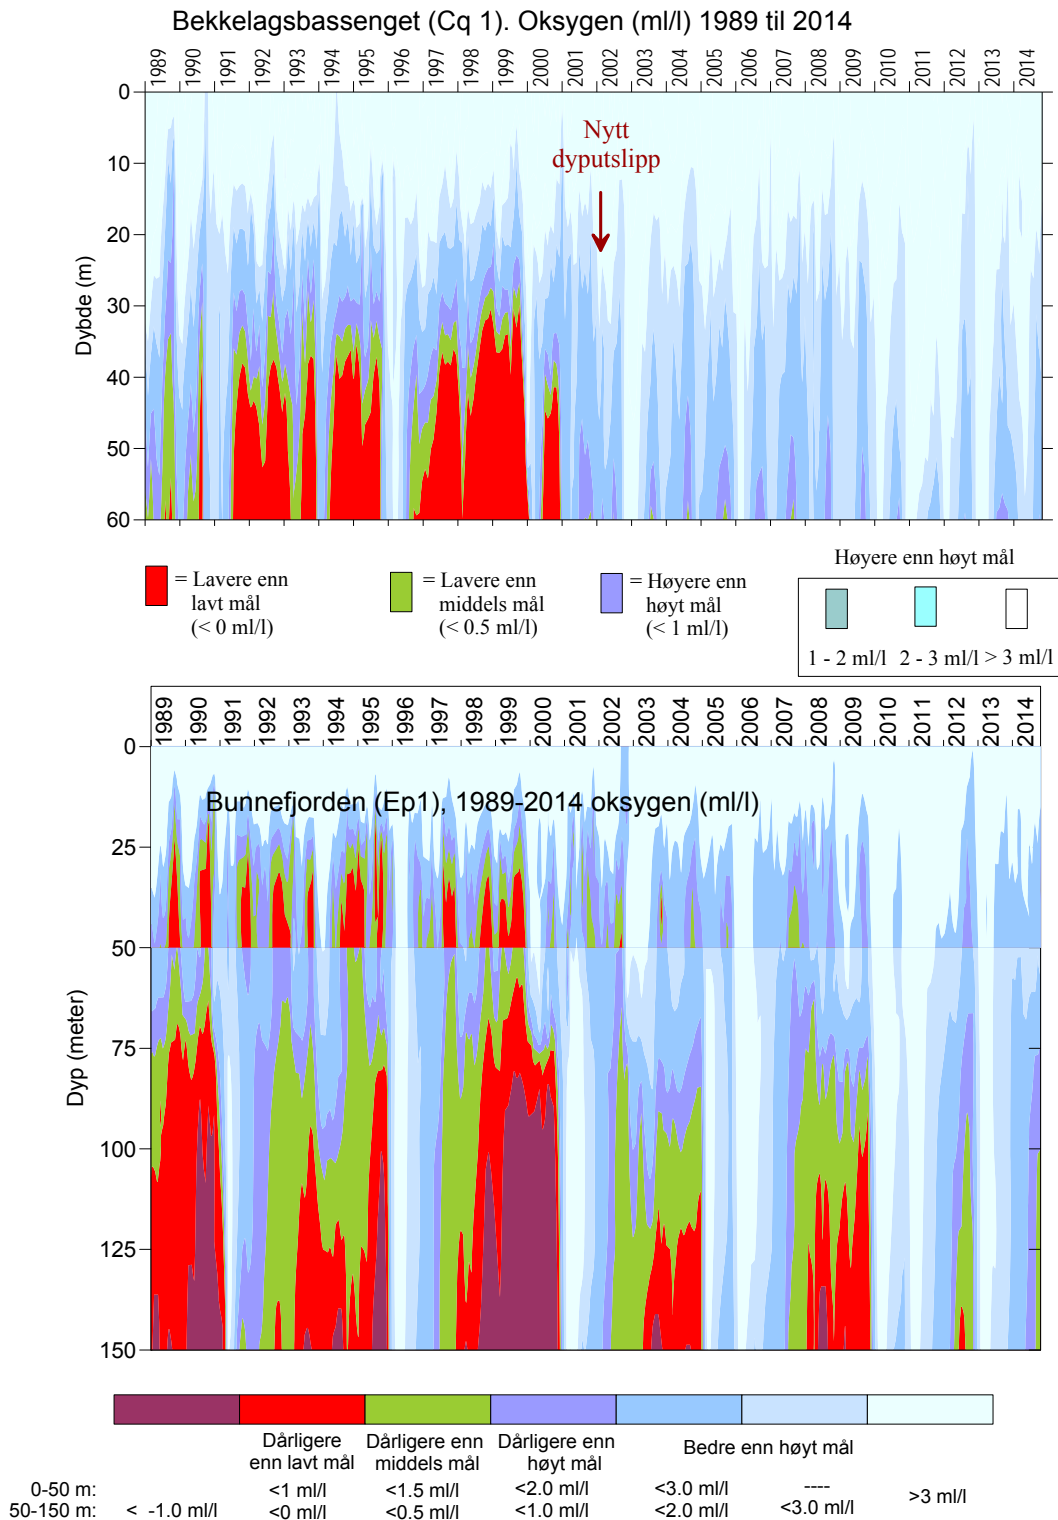 Bekkelagsbassenget (Cq 1). Oksygen (ml/l) 1989 til 2014
1989 1990 1991 1992 1993 1994 1995 1996 1997 1998 1999 2000 2001 2002 2003 2004 2005 2006 2007 2008 2009 2010 2011 2012 2013 2014
0
10
20
30
40
50
60
Dybde (m)
Nytt
dyputslipp
= Lavere enn
lavt mål
(< 0 ml/l)
= Lavere enn
middels mål
(< 0.5 ml/l)
= Høyere enn
høyt mål
(< 1 ml/l)
Høyere enn høyt mål
1 - 2 ml/l 2 - 3 ml/l > 3 ml/l
1989 1990 1991 1992 1993 1994 1995 1996 1997 1998 1999 2000 2001 2002 2003 2004 2005 2006 2007 2008 2009 2010 2011 2012 2013 2014
Bunnefjorden (Ep1), 1989-2014 oksygen (ml/l)
0
25
50
75
100
125
150
Dyp (meter)
Dårligere
enn lavt mål
Dårligere enn
middels mål
Dårligere enn
høyt mål
Bedre enn høyt mål
0-50 m: <1 ml/l <1.5 ml/l <2.0 ml/l <3.0 ml/l ----
50-150 m: < -1.0 ml/l <0 ml/l <0.5 ml/l <1.0 ml/l <2.0 ml/l <3.0 ml/l
>3 ml/l